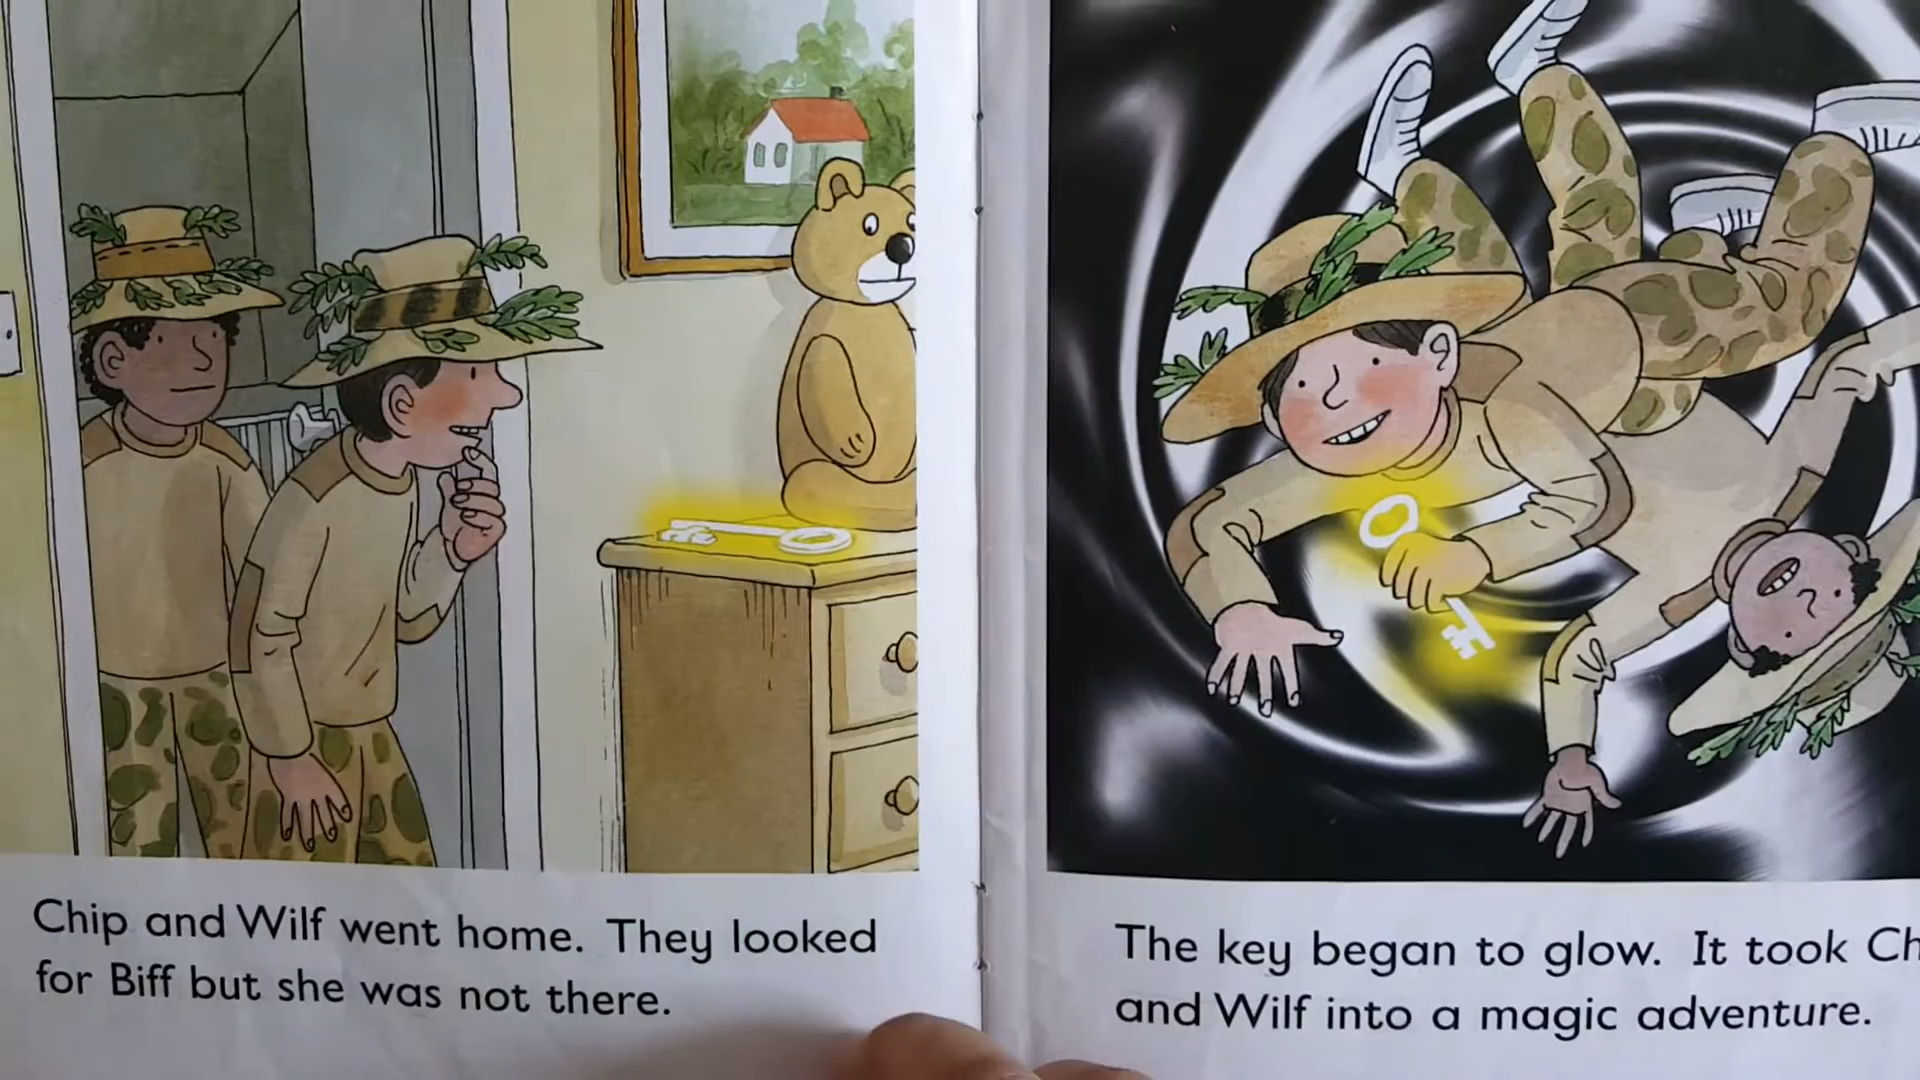 Chip and Wilf went home. They looked
for Biff but she was not there.
The key began to glow. It took Ch
and Wilf into a magic adventure.